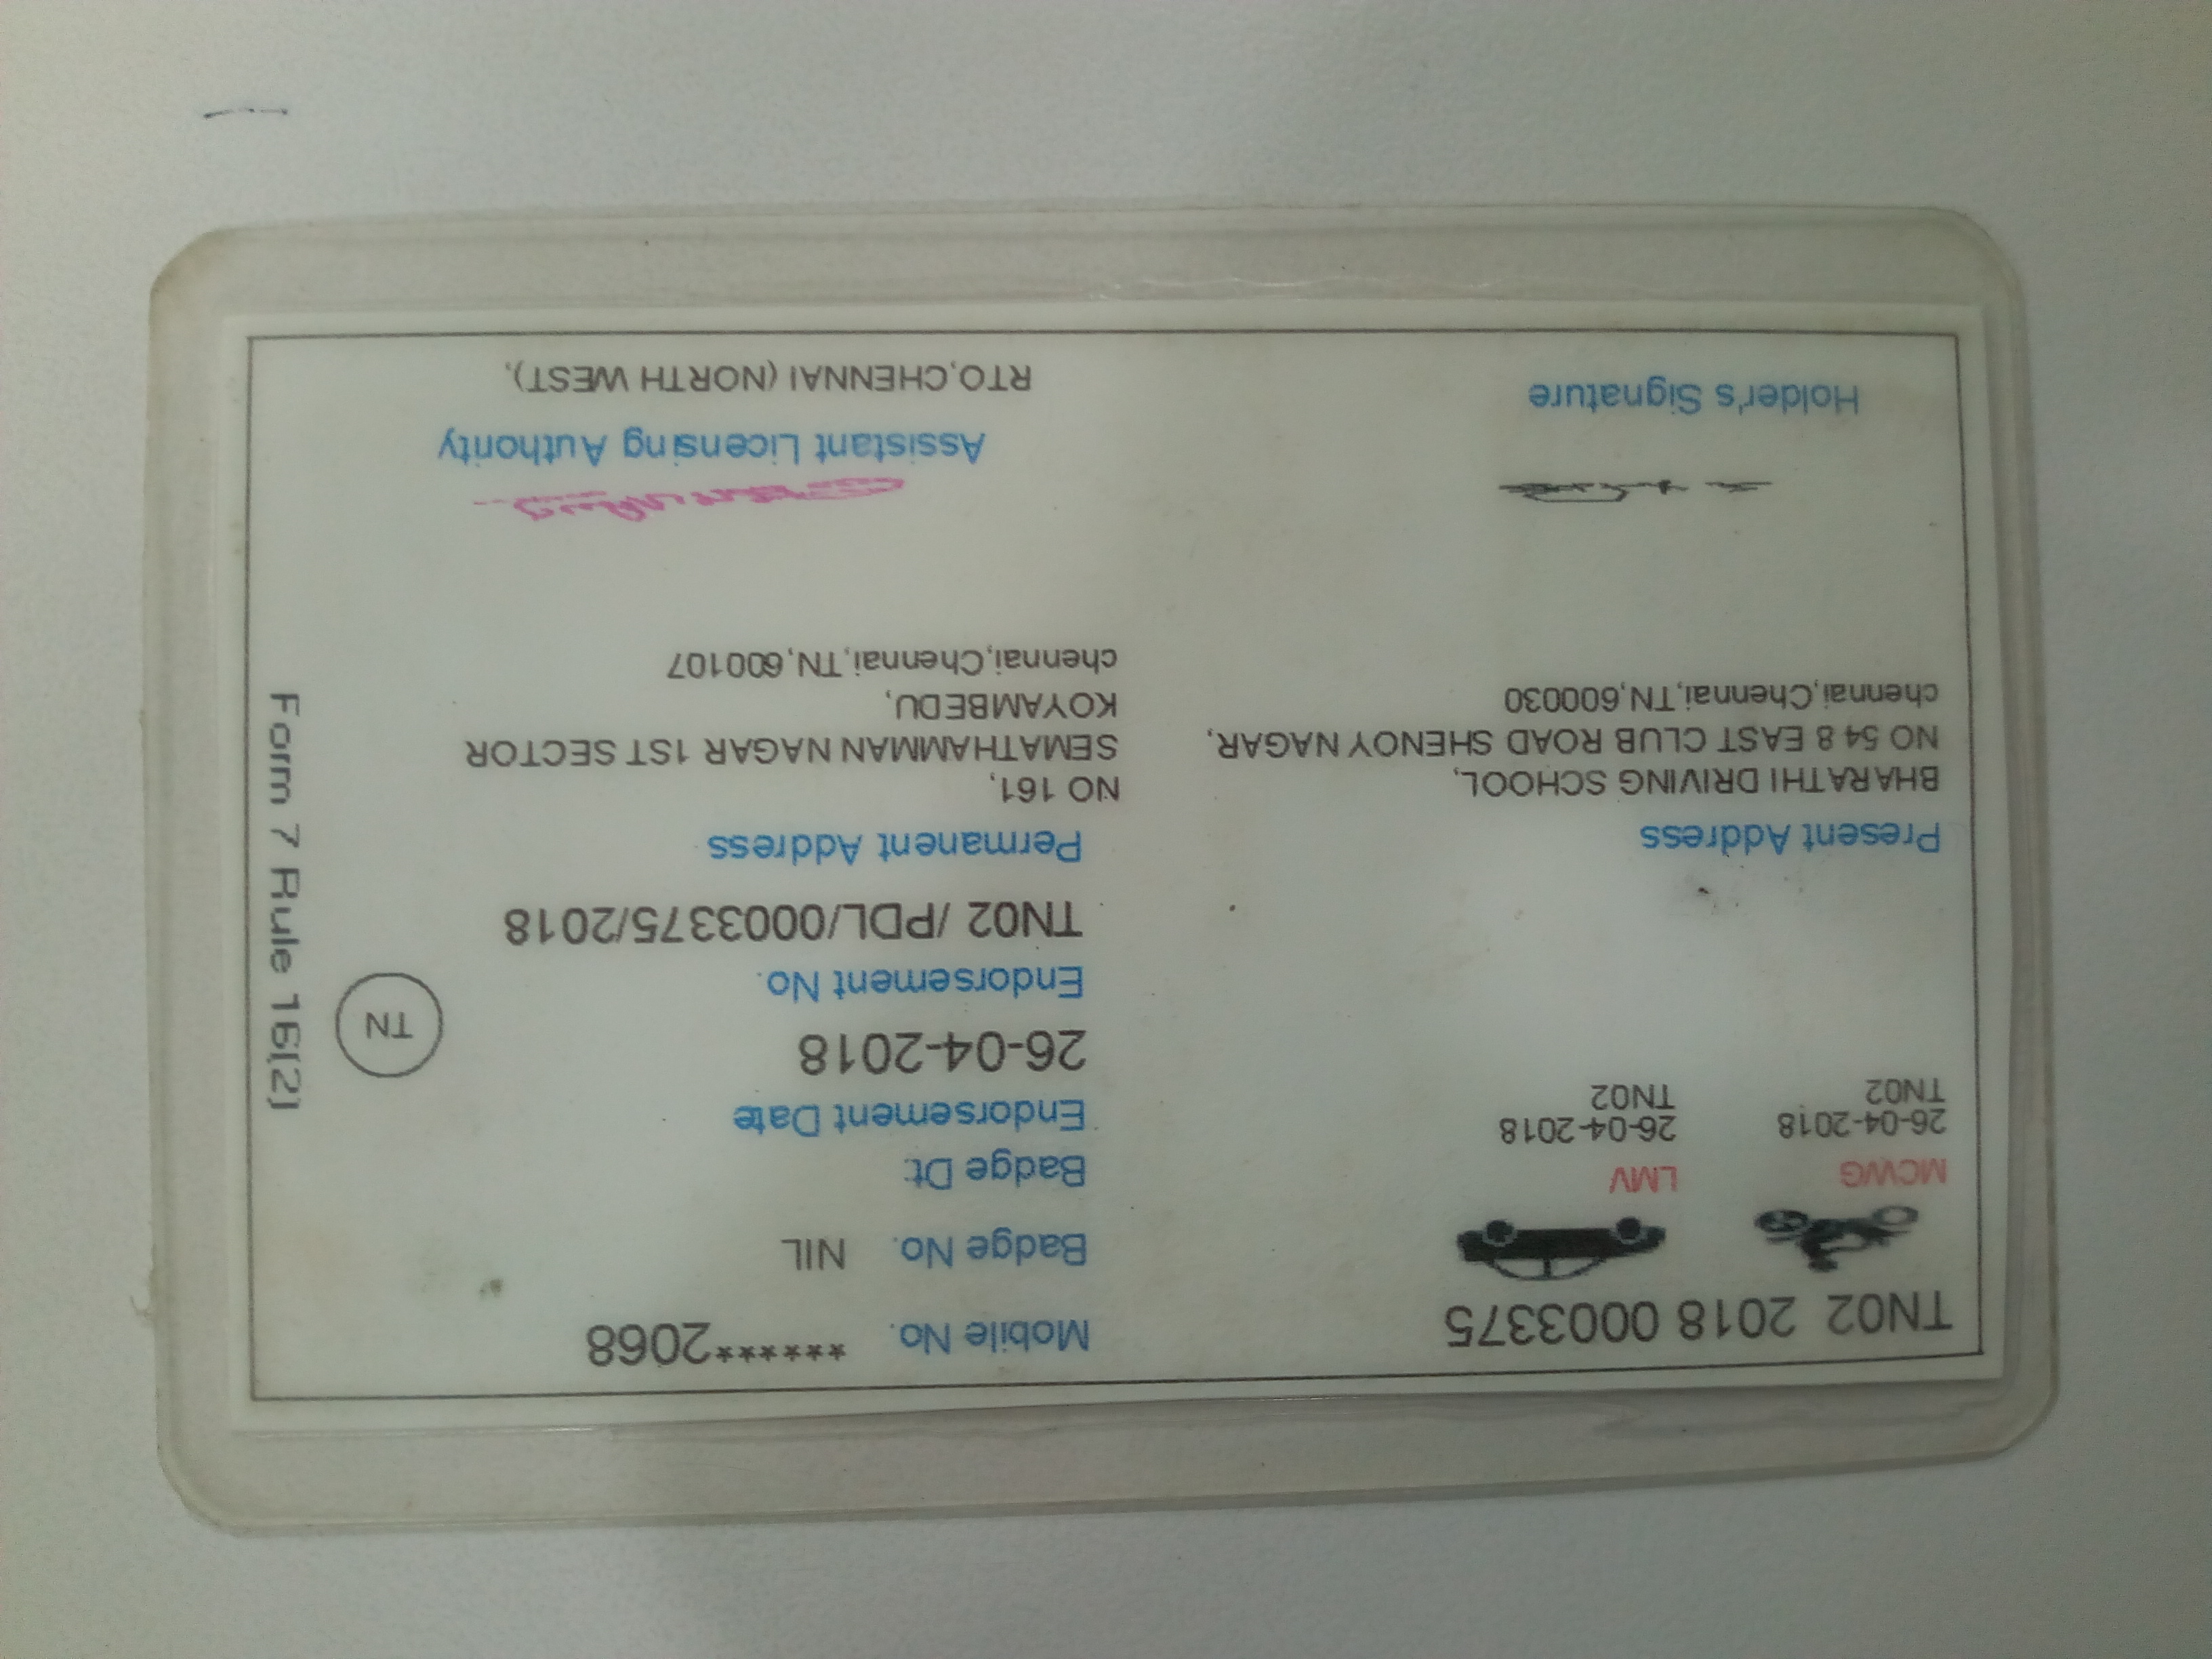 TN02 2018 0003375
MCWG
26-04-2018
TN02
LMV
26-04-2018
TN02
Present Address
BHARATHI DRIVING SCHOOL,
NO 54 8 EAST CLUB ROAD SHENOY NAGAR,
chennai,Chennai,TN,600030
Holder's Signature
Mobile No. ******2068
Badge No. NIL
Badge Dt:
Endorsement Date
26-04-2018
Endorsement No.
TN02 /PDL/0003375/2018
Permanent Address
NO 161,
SEMATHAMMAN NAGAR 1ST SECTOR
KOYAMBEDU,
chennai,Chennai,TN,600107
Assistant Licensing Authority
RTO,CHENNAI (NORTH WEST),
TN
Form 7 Rule 16(2)